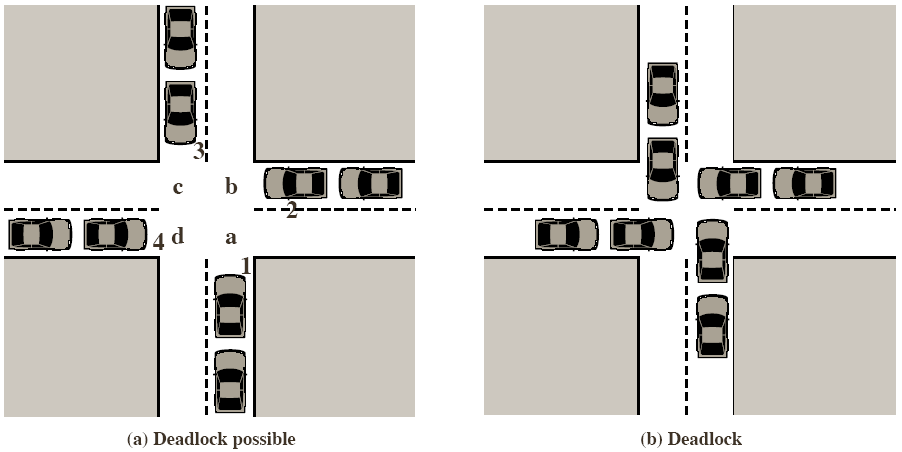 3
c b
2
4 d a
1
(a) Deadlock possible
(b) Deadlock